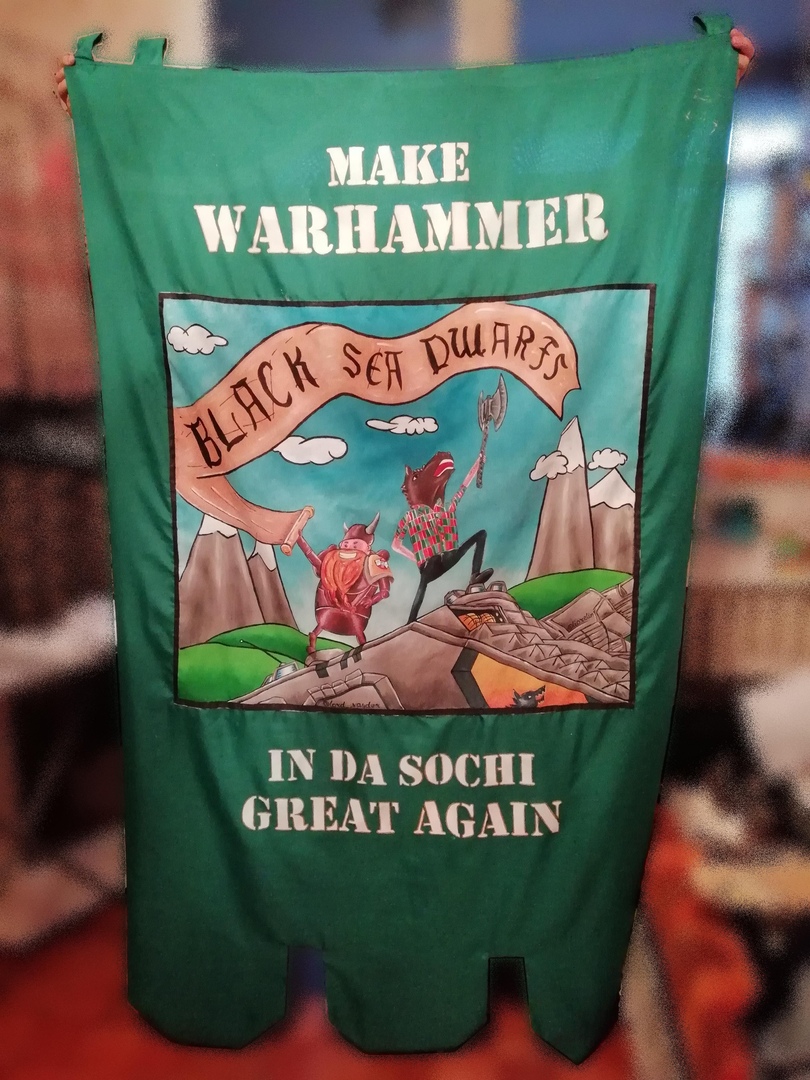 MAKE
WARHAMMER
BLACK SEA DWARFS
IN DA SOCHI
GREAT AGAIN